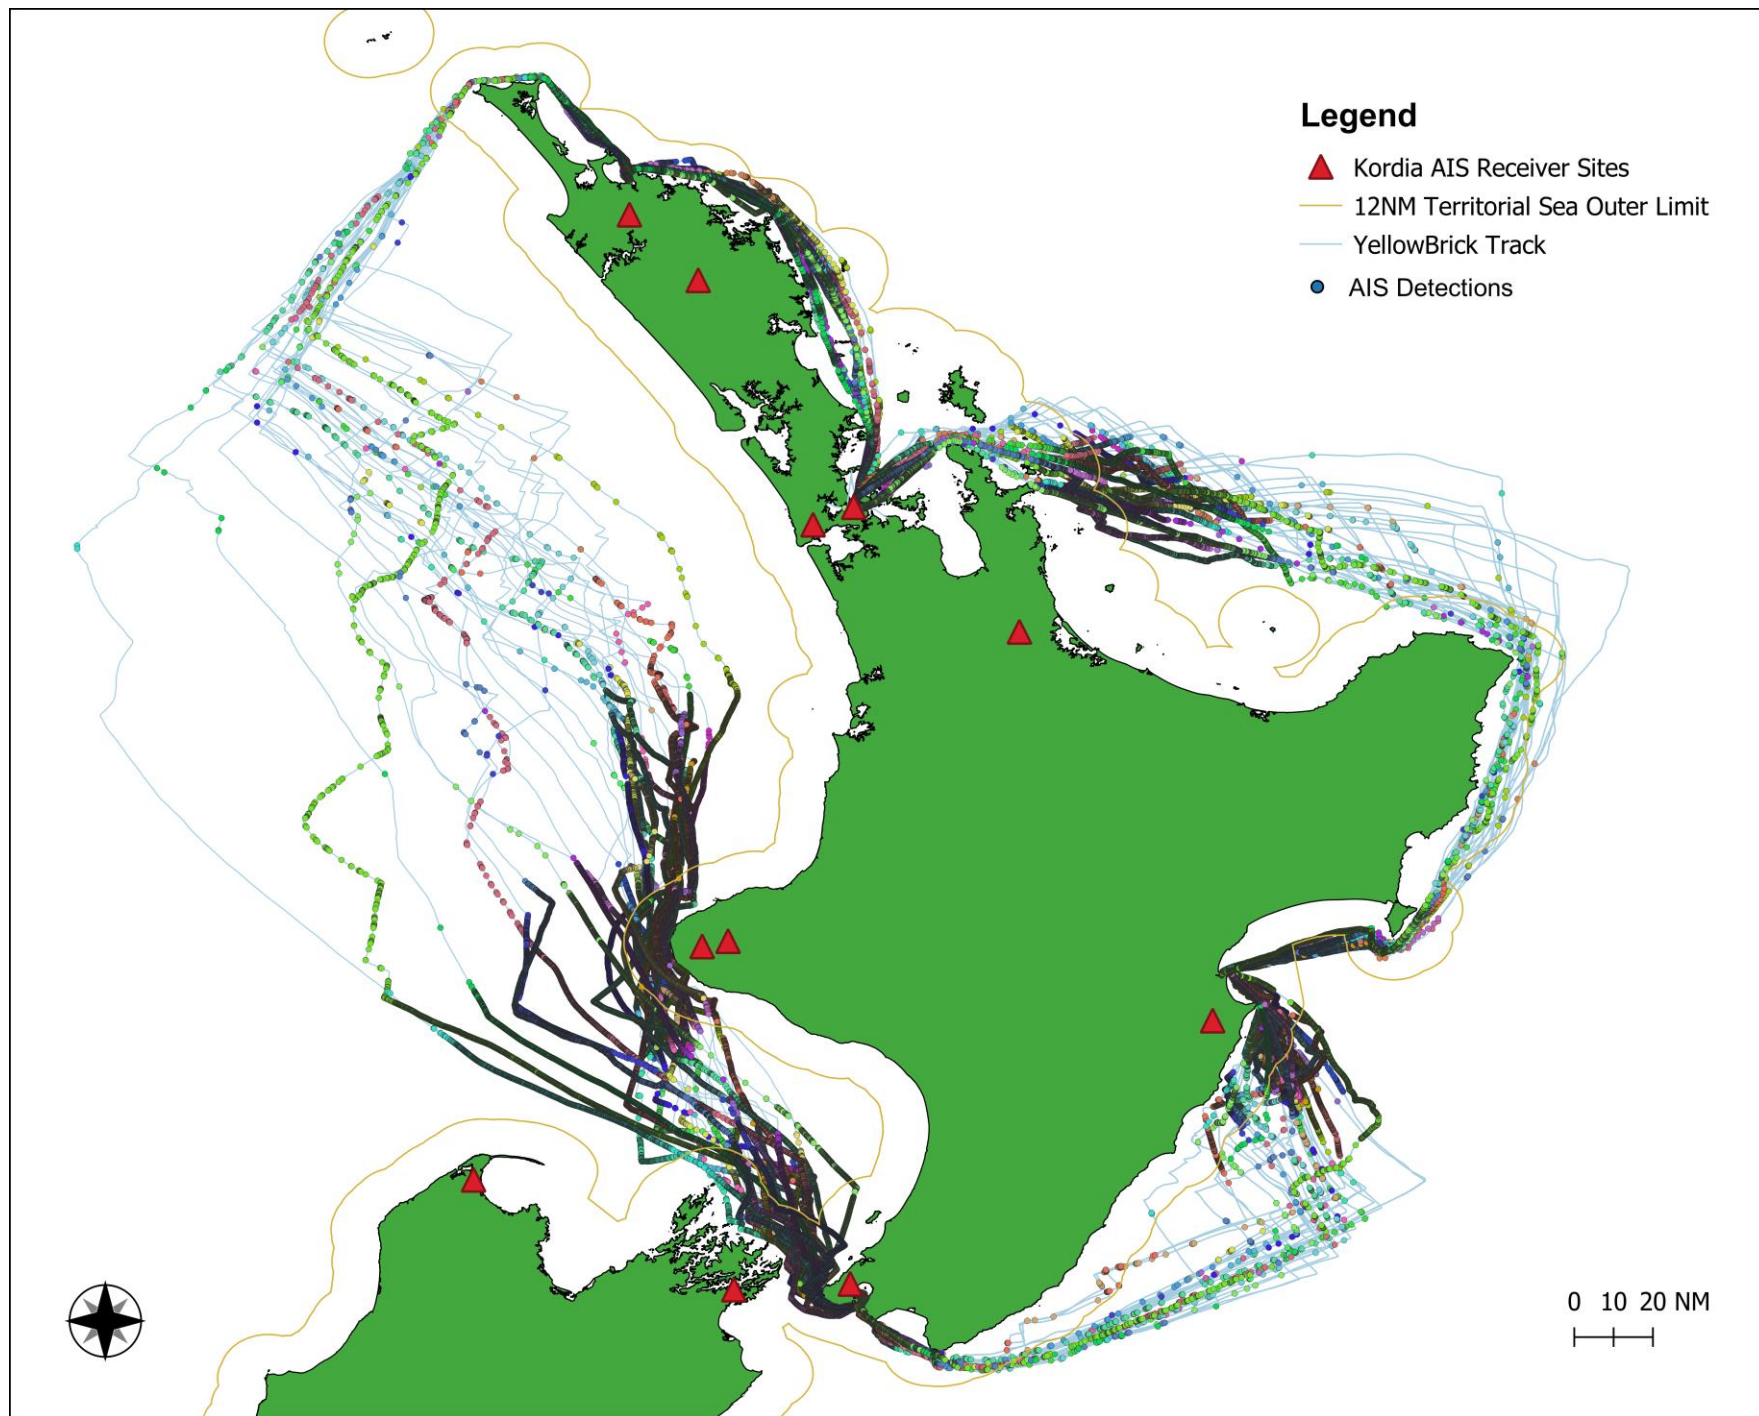 Legend
Kordia AIS Receiver Sites
12NM Territorial Sea Outer Limit
YellowBrick Track
AIS Detections
0 10 20 NM